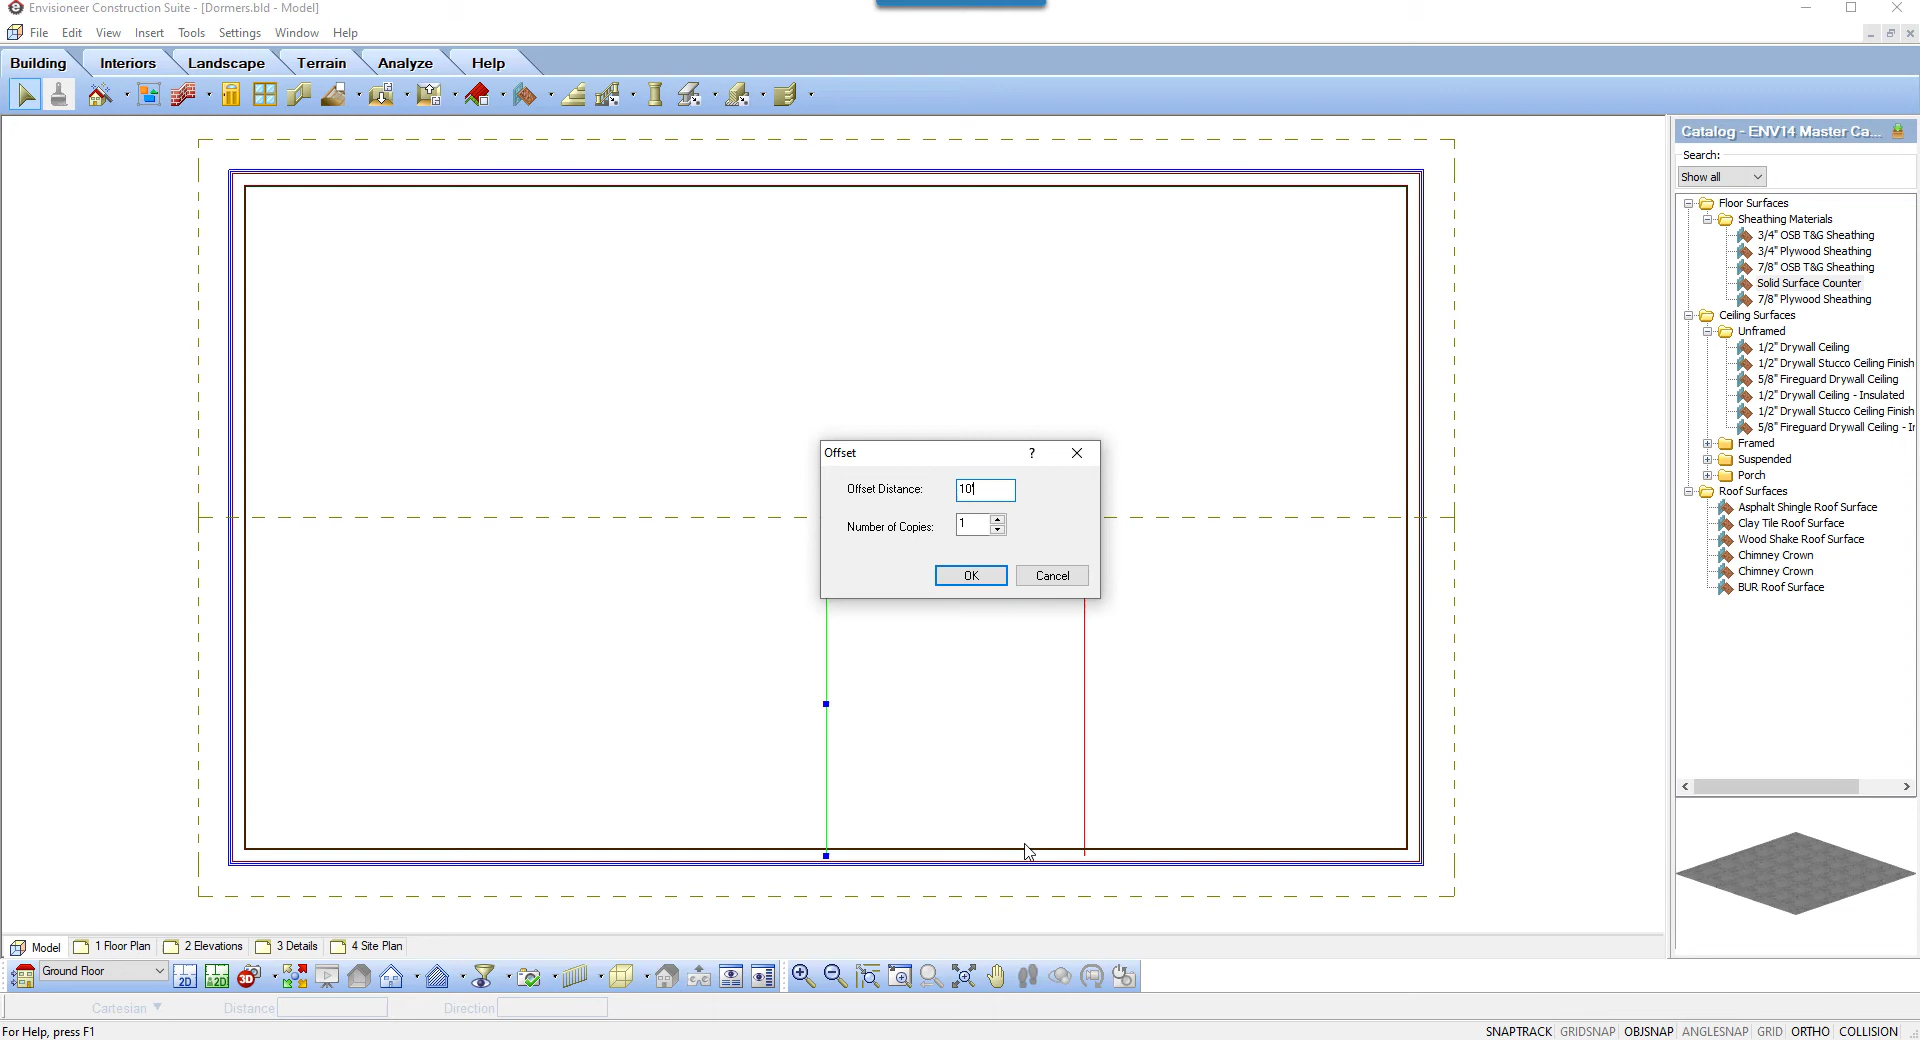 Envisioneer Construction Suite - [Dormers.bld - Model]
File Edit View Insert Tools Settings Window Help
Building Interiors Landscape Terrain Analyze Help
Catalog - ENV14 Master Ca...
Search:
Show all
Floor Surfaces
Sheathing Materials
3/4" OSB T&G Sheathing
3/4" Plywood Sheathing
7/8" OSB T&G Sheathing
Solid Surface Counter
7/8" Plywood Sheathing
Ceiling Surfaces
Unframed
1/2" Drywall Ceiling
1/2" Drywall Stucco Ceiling Finish
5/8" Fireguard Drywall Ceiling
1/2" Drywall Ceiling - Insulated
1/2" Drywall Stucco Ceiling Finish
5/8" Fireguard Drywall Ceiling - Ir
Framed
Suspended
Porch
Roof Surfaces
Asphalt Shingle Roof Surface
Clay Tile Roof Surface
Wood Shake Roof Surface
Chimney Crown
Chimney Crown
BUR Roof Surface
Offset ?
Offset Distance: 10'
Number of Copies: 1
OK Cancel
Model 1 Floor Plan 2 Elevations 3 Details 4 Site Plan
Ground Floor 2D 2D 3D
Cartesian Distance Direction
For Help, press F1 SNAPTRACK GRIDSNAP OBJSNAP ANGLESNAP GRID ORTHO COLLISION